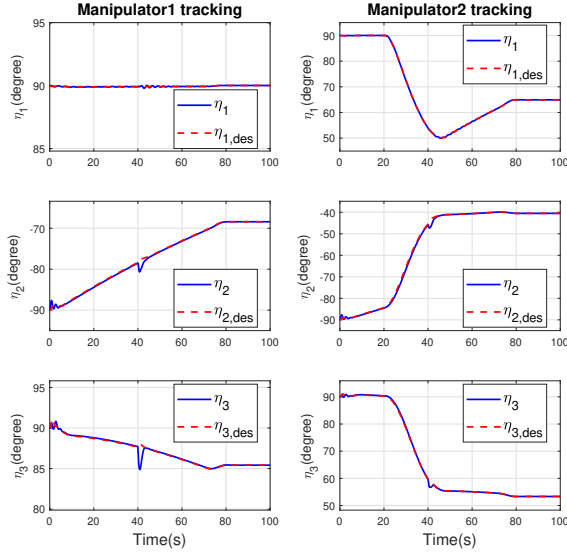 Manipulator1 tracking
95
90
85
η1(degree)
η1
η1,des
0 20 40 60 80 100
Manipulator2 tracking
90
80
70
60
50
η1(degree)
η1
η1,des
0 20 40 60 80 100
-70
-80
-90
η2(degree)
η2
η2,des
0 20 40 60 80 100
-40
-50
-60
-70
-80
-90
η2(degree)
η2
η2,des
0 20 40 60 80 100
95
90
85
80
η3(degree)
η3
η3,des
0 20 40 60 80 100
Time(s)
90
80
70
60
50
η3(degree)
η3
η3,des
0 20 40 60 80 100
Time(s)